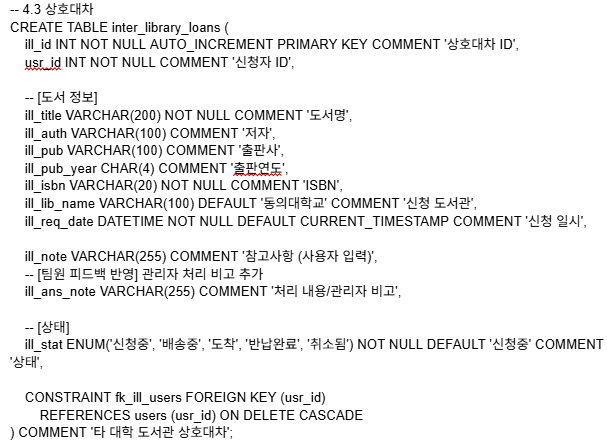 -- 4.3 상호대차
CREATE TABLE inter_library_loans (
ill_id INT NOT NULL AUTO_INCREMENT PRIMARY KEY COMMENT '상호대차 ID',
usr_id INT NOT NULL COMMENT '신청자 ID',
-- [도서 정보]
ill_title VARCHAR(200) NOT NULL COMMENT '도서명',
ill_auth VARCHAR(100) COMMENT '저자',
ill_pub VARCHAR(100) COMMENT '출판사',
ill_pub_year CHAR(4) COMMENT '출판연도',
ill_isbn VARCHAR(20) NOT NULL COMMENT 'ISBN',
ill_lib_name VARCHAR(100) DEFAULT '동의대학교' COMMENT '신청 도서관',
ill_req_date DATETIME NOT NULL DEFAULT CURRENT_TIMESTAMP COMMENT '신청 일시',
ill_note VARCHAR(255) COMMENT '참고사항 (사용자 입력)',
-- [팀원 피드백 반영] 관리자 처리 비고 추가
ill_ans_note VARCHAR(255) COMMENT '처리 내용/관리자 비고',
-- [상태]
ill_stat ENUM('신청중', '배송중', '도착', '반납완료', '취소됨') NOT NULL DEFAULT '신청중' COMMENT
'상태',
CONSTRAINT fk_ill_users FOREIGN KEY (usr_id)
REFERENCES users (usr_id) ON DELETE CASCADE
) COMMENT '타 대학 도서관 상호대차';